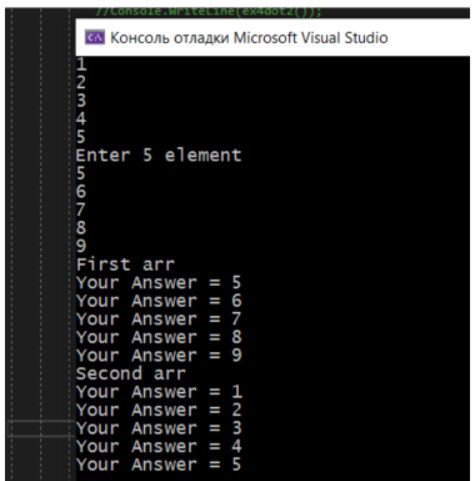 //Console.WriteLine(ex4dot2());
Консоль отладки Microsoft Visual Studio
1
2
3
4
5
Enter 5 element
5
6
7
8
9
First arr
Your Answer = 5
Your Answer = 6
Your Answer = 7
Your Answer = 8
Your Answer = 9
Second arr
Your Answer = 1
Your Answer = 2
Your Answer = 3
Your Answer = 4
Your Answer = 5